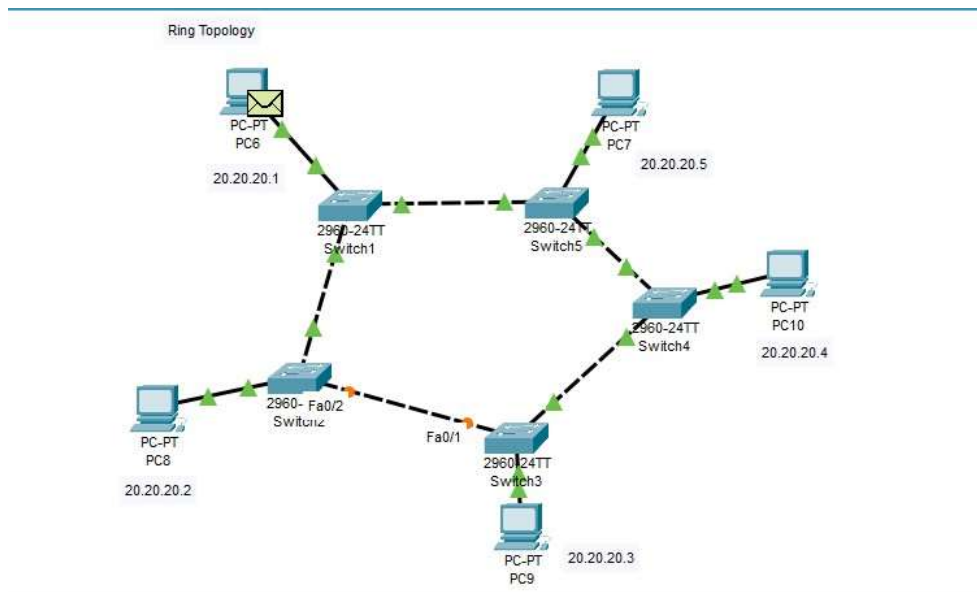 Ring Topology
PC-PT
PC6
20.20.20.1
PC-PT
PC7
20.20.20.5
2960-24TT
Switch1
2960-24TT
Switch5
PC-PT
PC10
20.20.20.4
2960-24TT
Switch4
2960-
Fa0/2
Switch2
PC-PT
PC8
20.20.20.2
Fa0/1
2960-24TT
Switch3
PC-PT
PC9
20.20.20.3